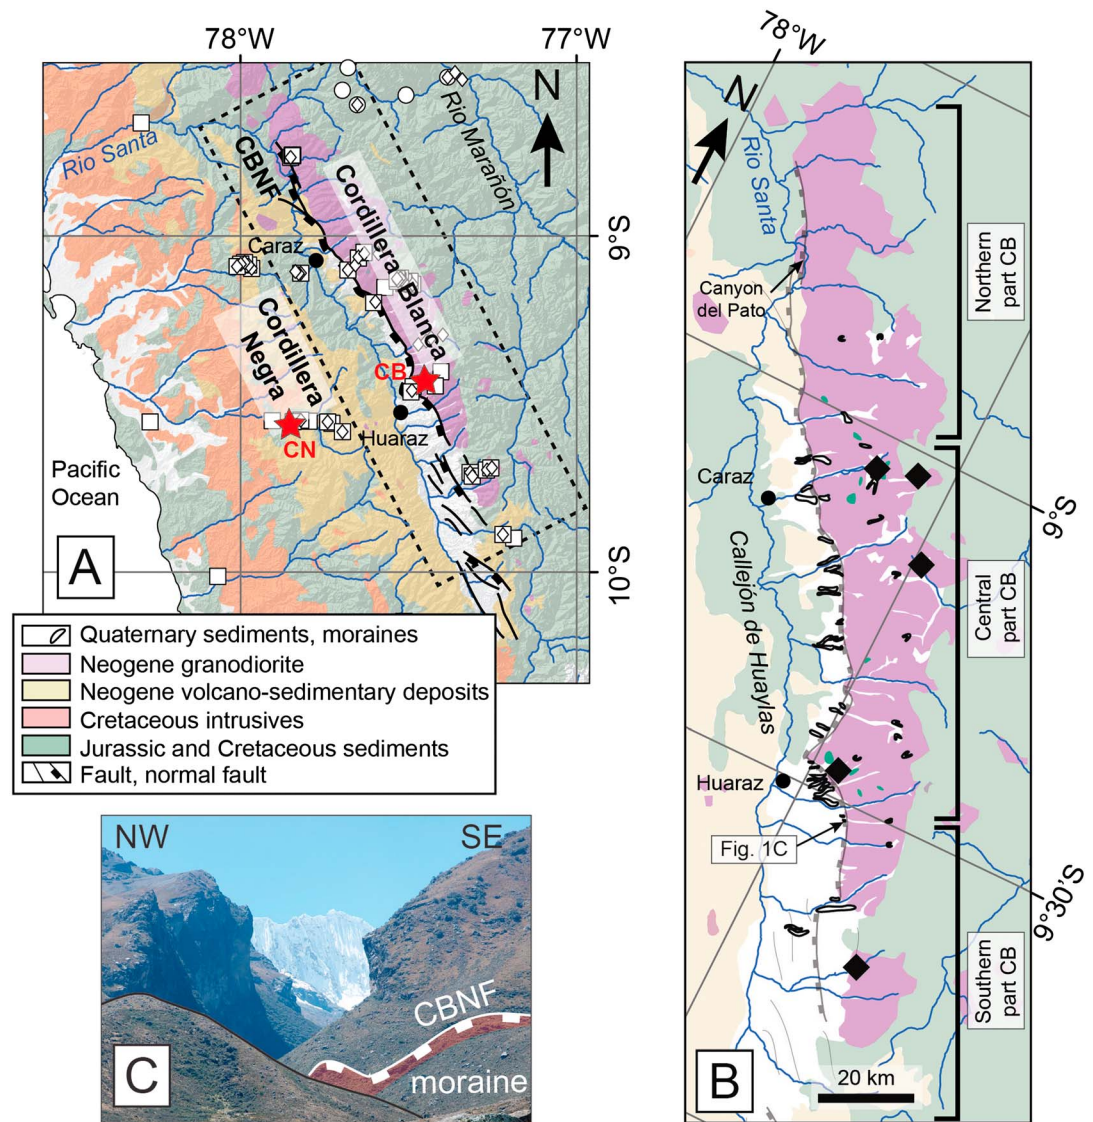 78°W
77°W
N
Rio Santa
Rio Marañón
CBNF
Cordillera Blanca
9°S
Caraz
Cordillera
Negra
CB
Huaraz
CN
Pacific
Ocean
A
10°S
Quaternary sediments, moraines
Neogene granodiorite
Neogene volcano-sedimentary deposits
Cretaceous intrusives
Jurassic and Cretaceous sediments
Fault, normal fault
78°W
N
Rio Santa
Canyon
del Pato
Northern
part CB
Caraz
9°S
Callejón de Huaylas
Central
part CB
Huaraz
Fig. 1C
9°30'S
Southern
part CB
B
20 km
NW
SE
CBNF
moraine
C